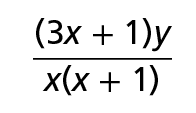 (3x + 1)y
x(x + 1)